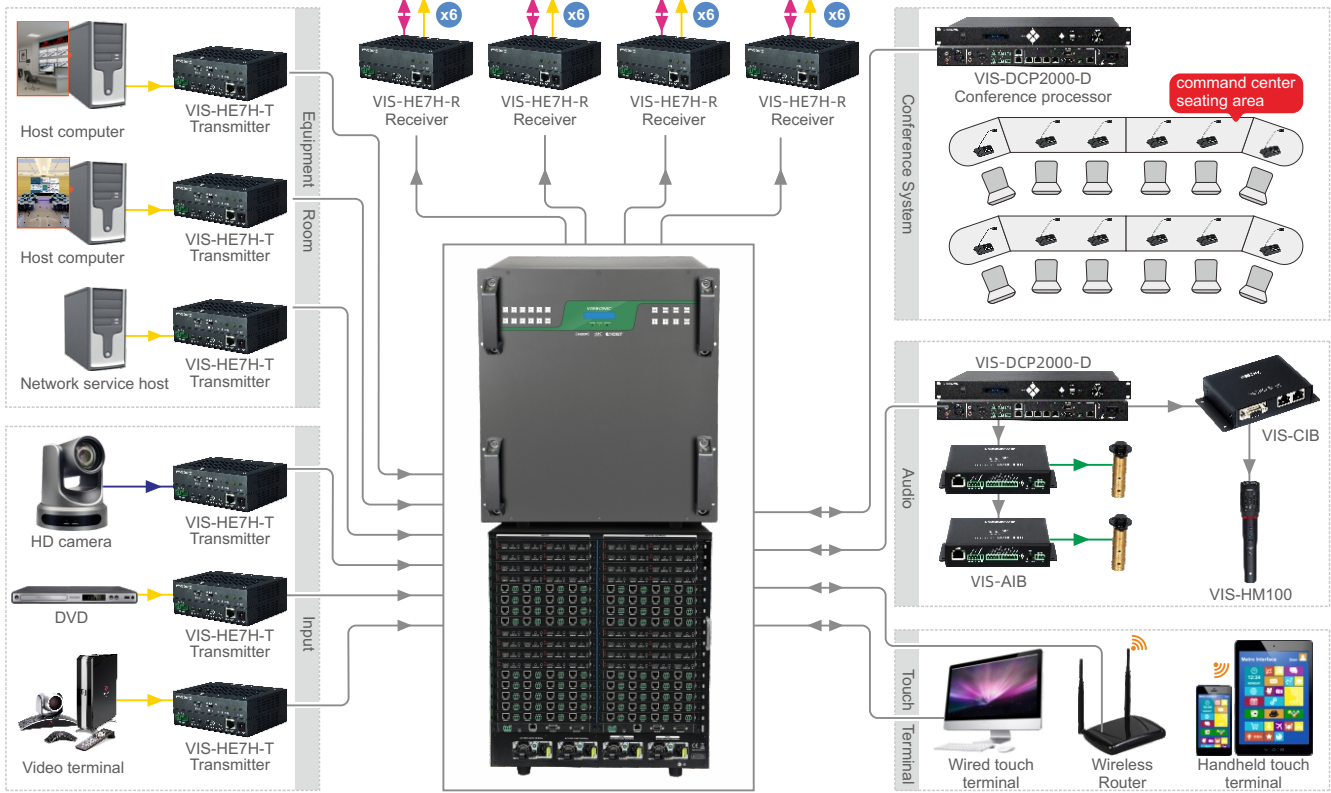 x6
x6
x6
x6
VIS-HE7H-R
Receiver
VIS-HE7H-R
Receiver
VIS-HE7H-R
Receiver
VIS-HE7H-R
Receiver
Host computer
VIS-HE7H-T
Transmitter
Host computer
VIS-HE7H-T
Transmitter
Network service host
VIS-HE7H-T
Transmitter
Equipment
Room
HD camera
VIS-HE7H-T
Transmitter
DVD
VIS-HE7H-T
Transmitter
Video terminal
VIS-HE7H-T
Transmitter
Input
Conference System
VIS-DCP2000-D
Conference processor
command center
seating area
Audio
VIS-DCP2000-D
VIS-CIB
VIS-AIB
VIS-HM100
Touch
Terminal
Wired touch
terminal
Wireless
Router
Metro Interface
12:24
Handheld touch
terminal